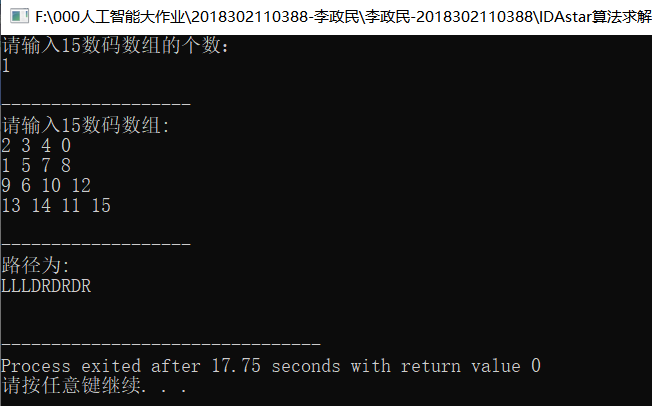 F:\000人工智能大作业\2018302110388-李政民\李政民-2018302110388\IDAstar算法求解
请输入15数码数组的个数：
1
-------------------
请输入15数码数组:
2 3 4 0
1 5 7 8
9 6 10 12
13 14 11 15
-------------------
路径为:
LLLDRDRDR
--------------------------------
Process exited after 17.75 seconds with return value 0
请按任意键继续. . .